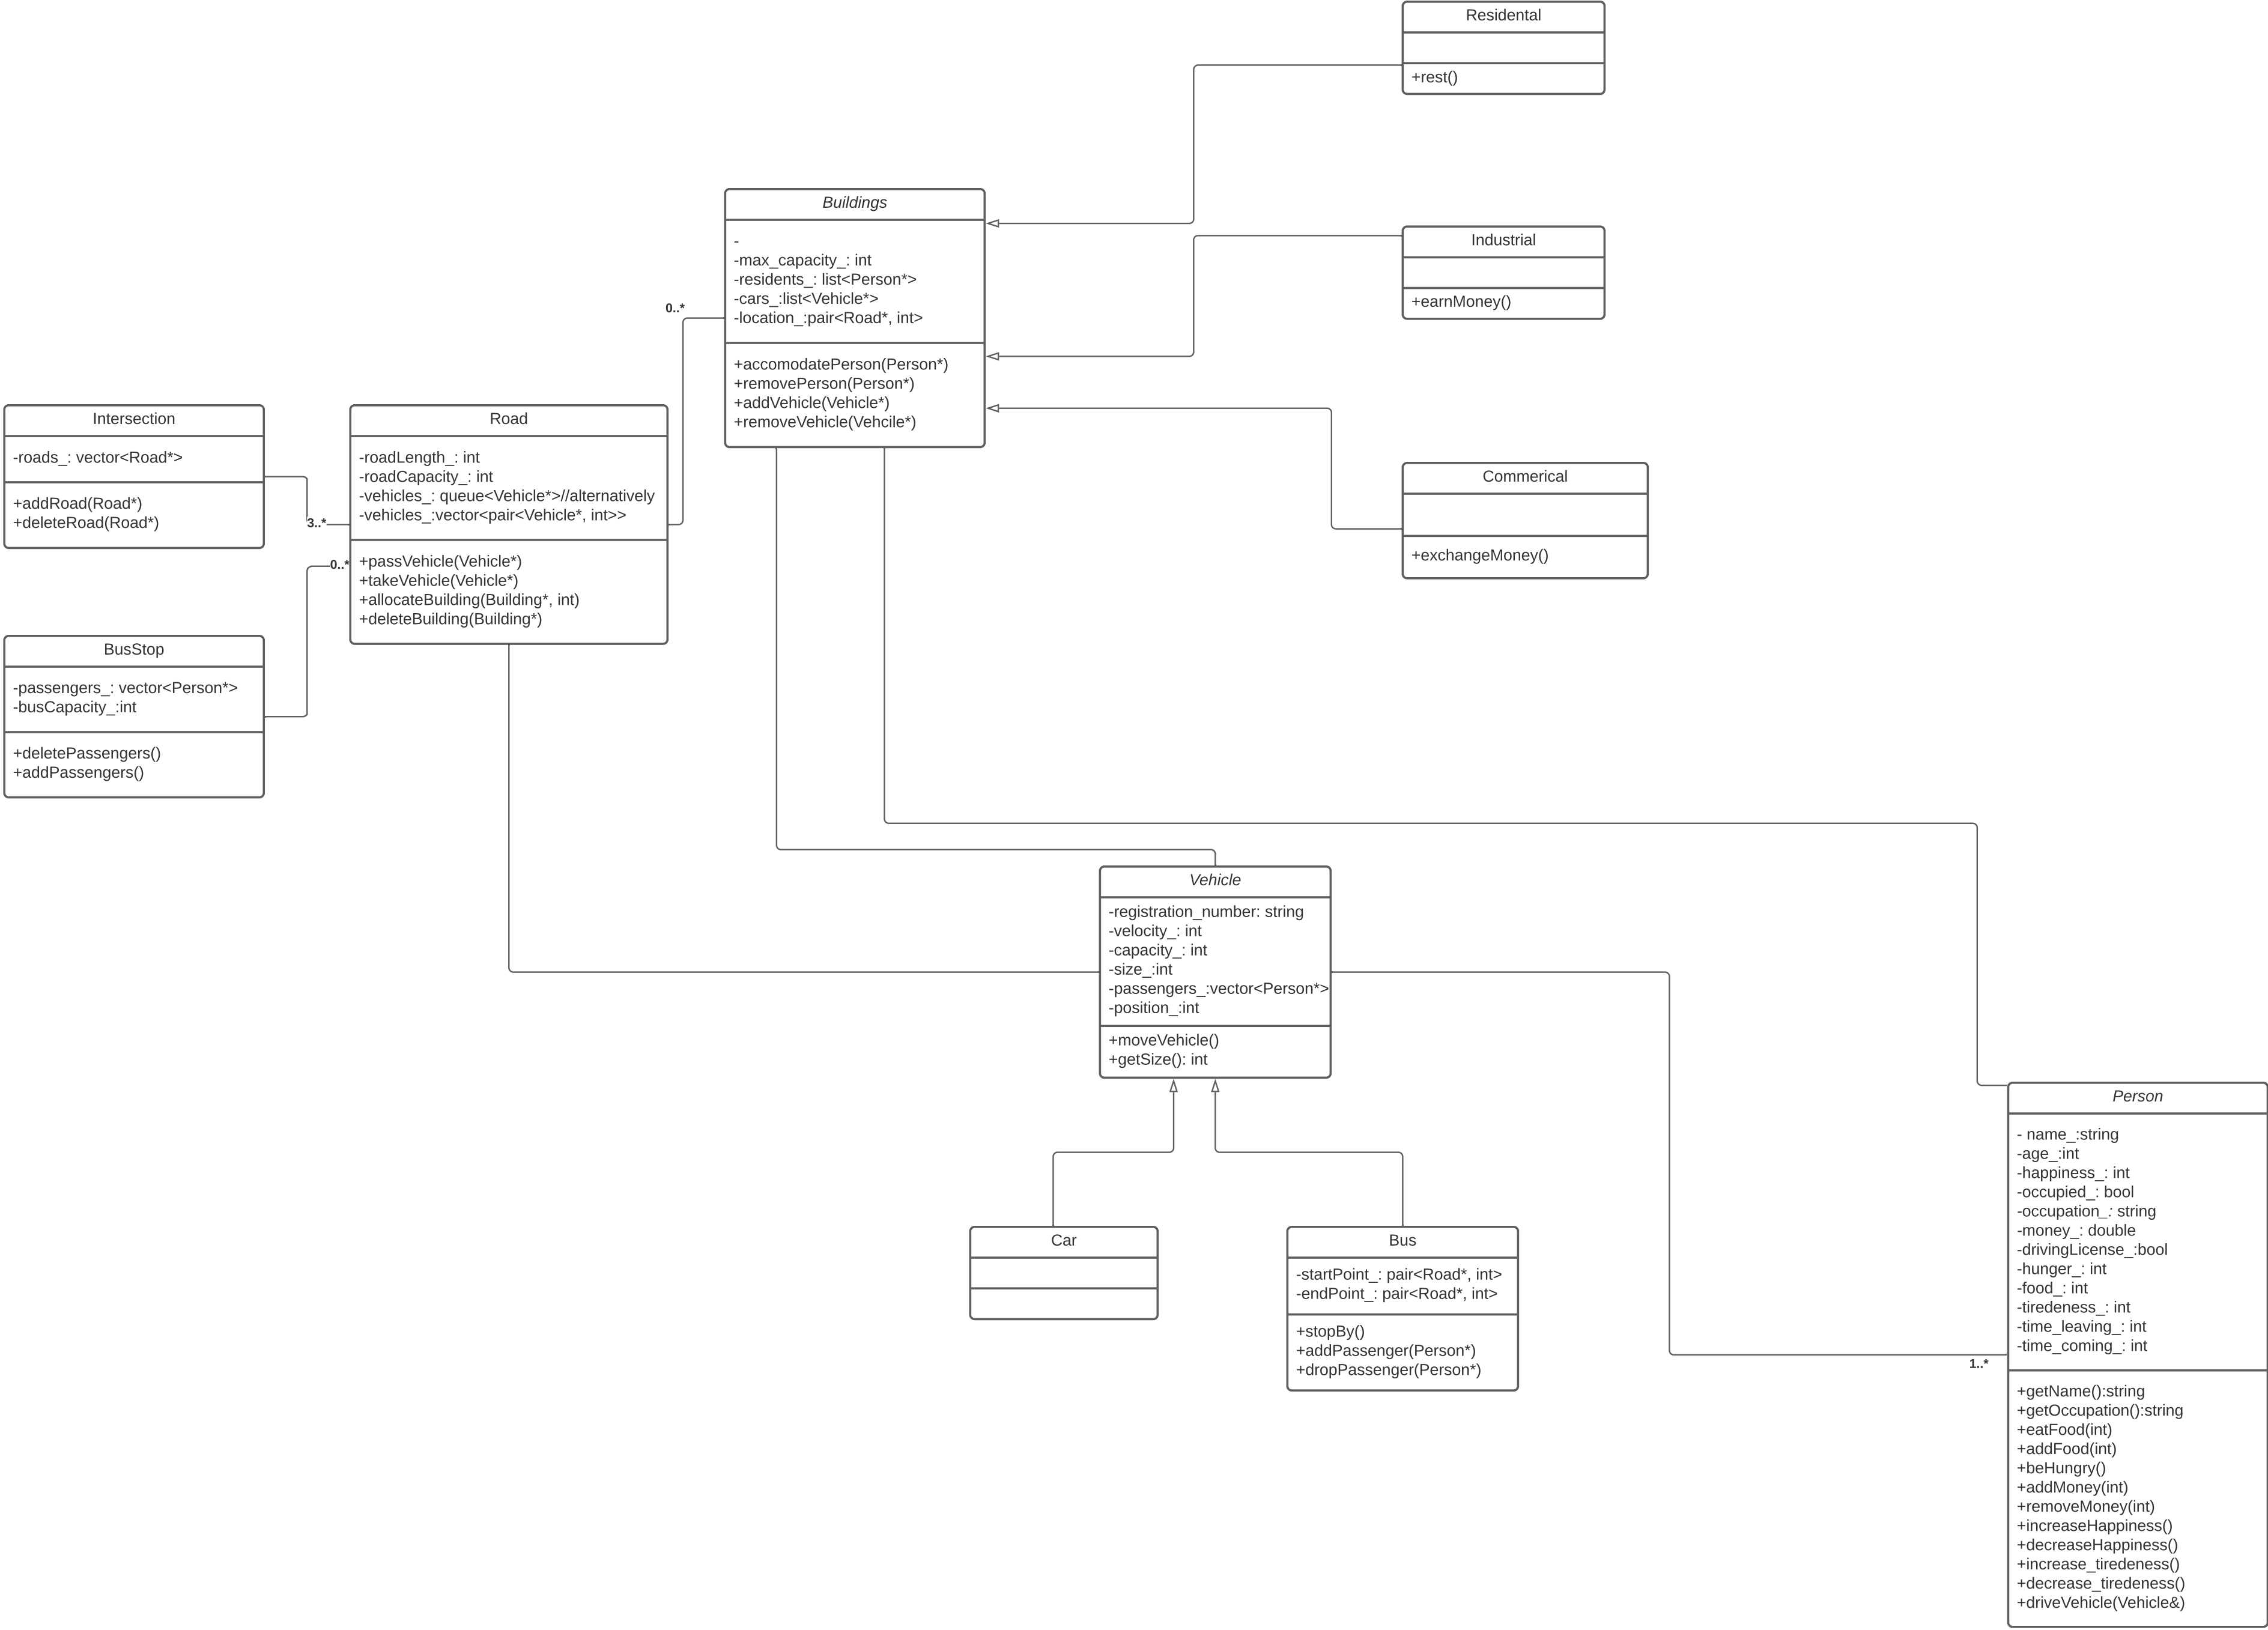 Residental
+rest()
Buildings
-
-max_capacity_: int
-residents_: list<Person*>
-cars_:list<Vehicle*>
-location_:pair<Road*, int>
+accomodatePerson(Person*)
+removePerson(Person*)
+addVehicle(Vehicle*)
+removeVehicle(Vehcile*)
Industrial
+earnMoney()
0..*
Intersection
-roads_: vector<Road*>
+addRoad(Road*)
+deleteRoad(Road*)
3..*
Road
-roadLength_: int
-roadCapacity_: int
-vehicles_: queue<Vehicle*>//alternatively
-vehicles_:vector<pair<Vehicle*, int>>
+passVehicle(Vehicle*)
+takeVehicle(Vehicle*)
+allocateBuilding(Building*, int)
+deleteBuilding(Building*)
Commerical
+exchangeMoney()
0..*
BusStop
-passengers_: vector<Person*>
-busCapacity_:int
+deletePassengers()
+addPassengers()
Vehicle
-registration_number: string
-velocity_: int
-capacity_: int
-size_:int
-passengers_:vector<Person*>
-position_:int
+moveVehicle()
+getSize(): int
Car
Bus
-startPoint_: pair<Road*, int>
-endPoint_: pair<Road*, int>
+stopBy()
+addPassenger(Person*)
+dropPassenger(Person*)
1..*
Person
- name_:string
-age_:int
-happiness_: int
-occupied_: bool
-occupation_: string
-money_: double
-drivingLicense_:bool
-hunger_: int
-food_: int
-tiredeness_: int
-time_leaving_: int
-time_coming_: int
+getName():string
+getOccupation():string
+eatFood(int)
+addFood(int)
+beHungry()
+addMoney(int)
+removeMoney(int)
+increaseHappiness()
+decreaseHappiness()
+increase_tiredeness()
+decrease_tiredeness()
+driveVehicle(Vehicle&)